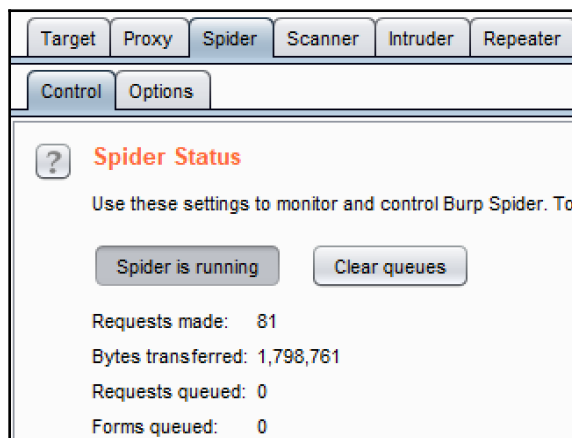 Target Proxy Spider Scanner Intruder Repeater
Control Options
? Spider Status
Use these settings to monitor and control Burp Spider. To
Spider is running Clear queues
Requests made: 81
Bytes transferred: 1,798,761
Requests queued: 0
Forms queued: 0